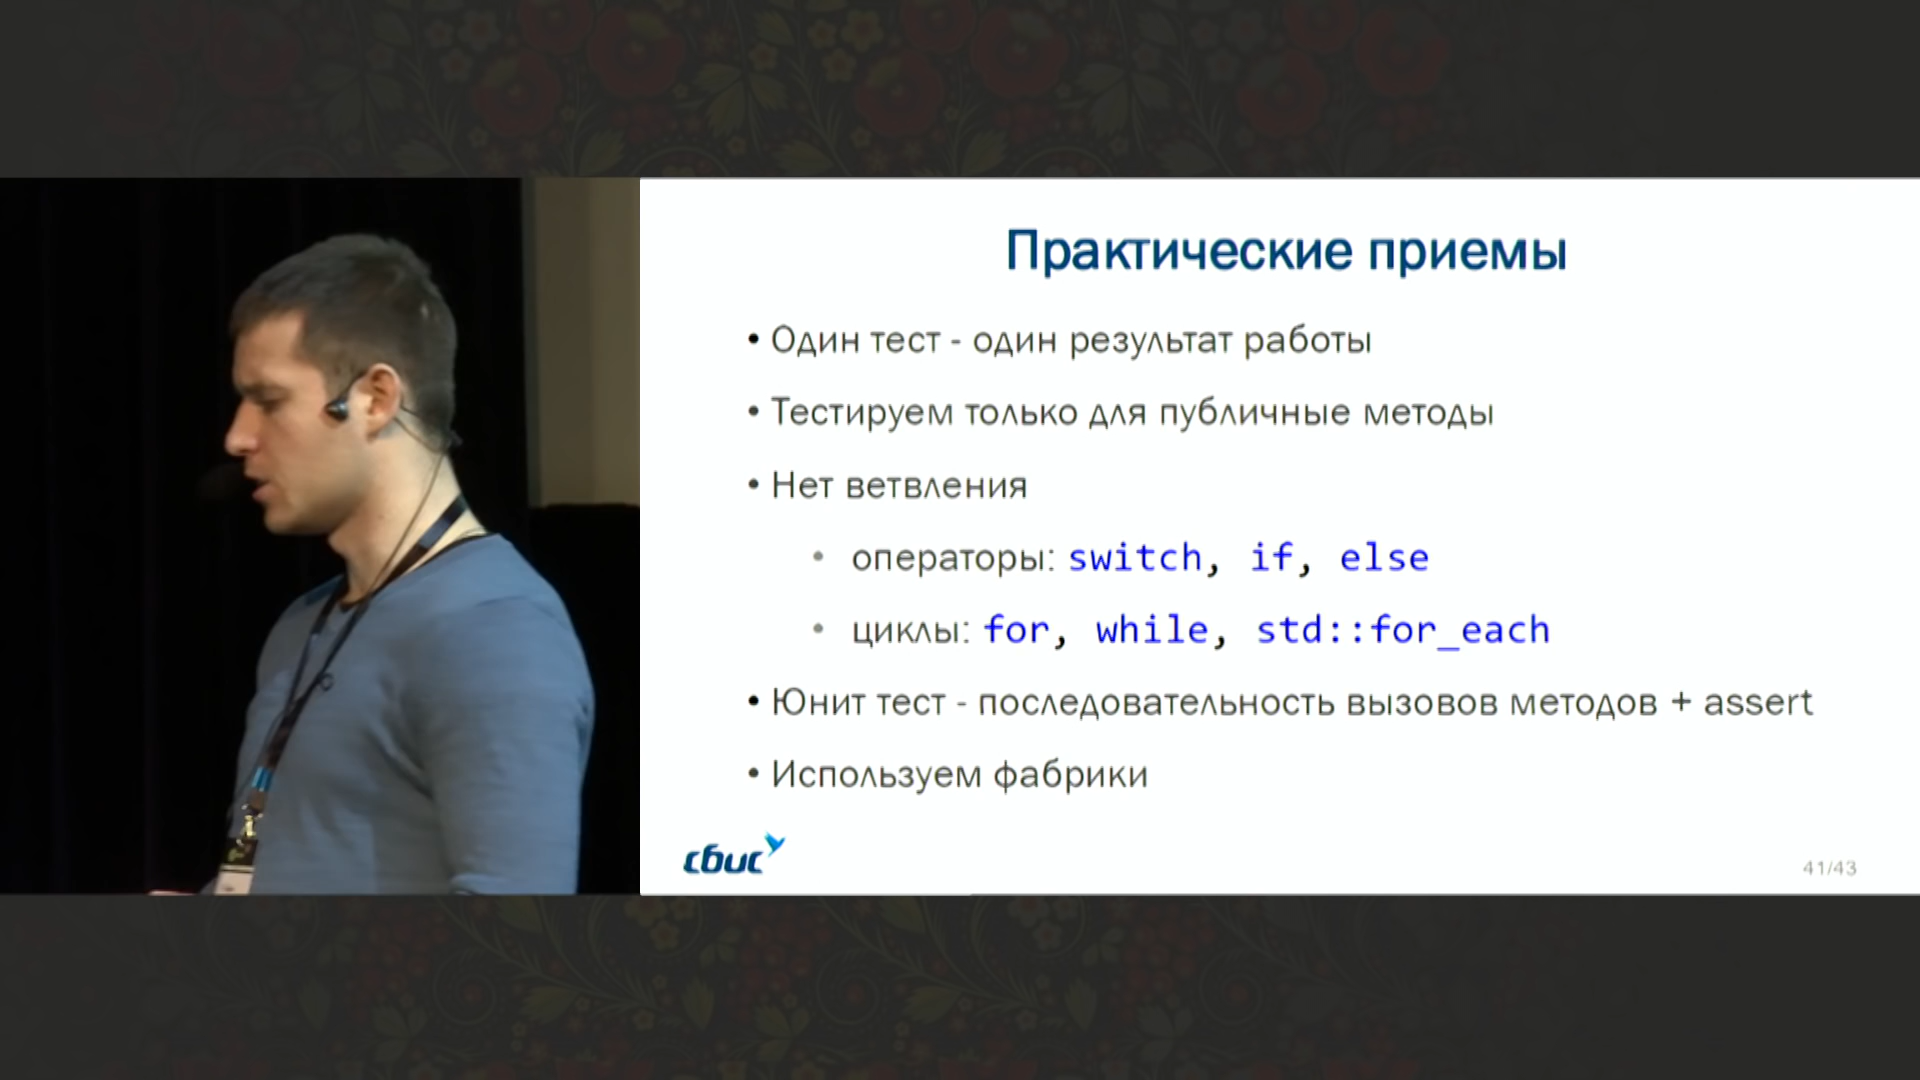 Практические приемы
• Один тест - один результат работы
• Тестируем только для публичные методы
• Нет ветвления
• операторы: switch, if, else
• циклы: for, while, std::for_each
• Юнит тест - последовательность вызовов методов + assert
• Используем фабрики
сбис
41/43